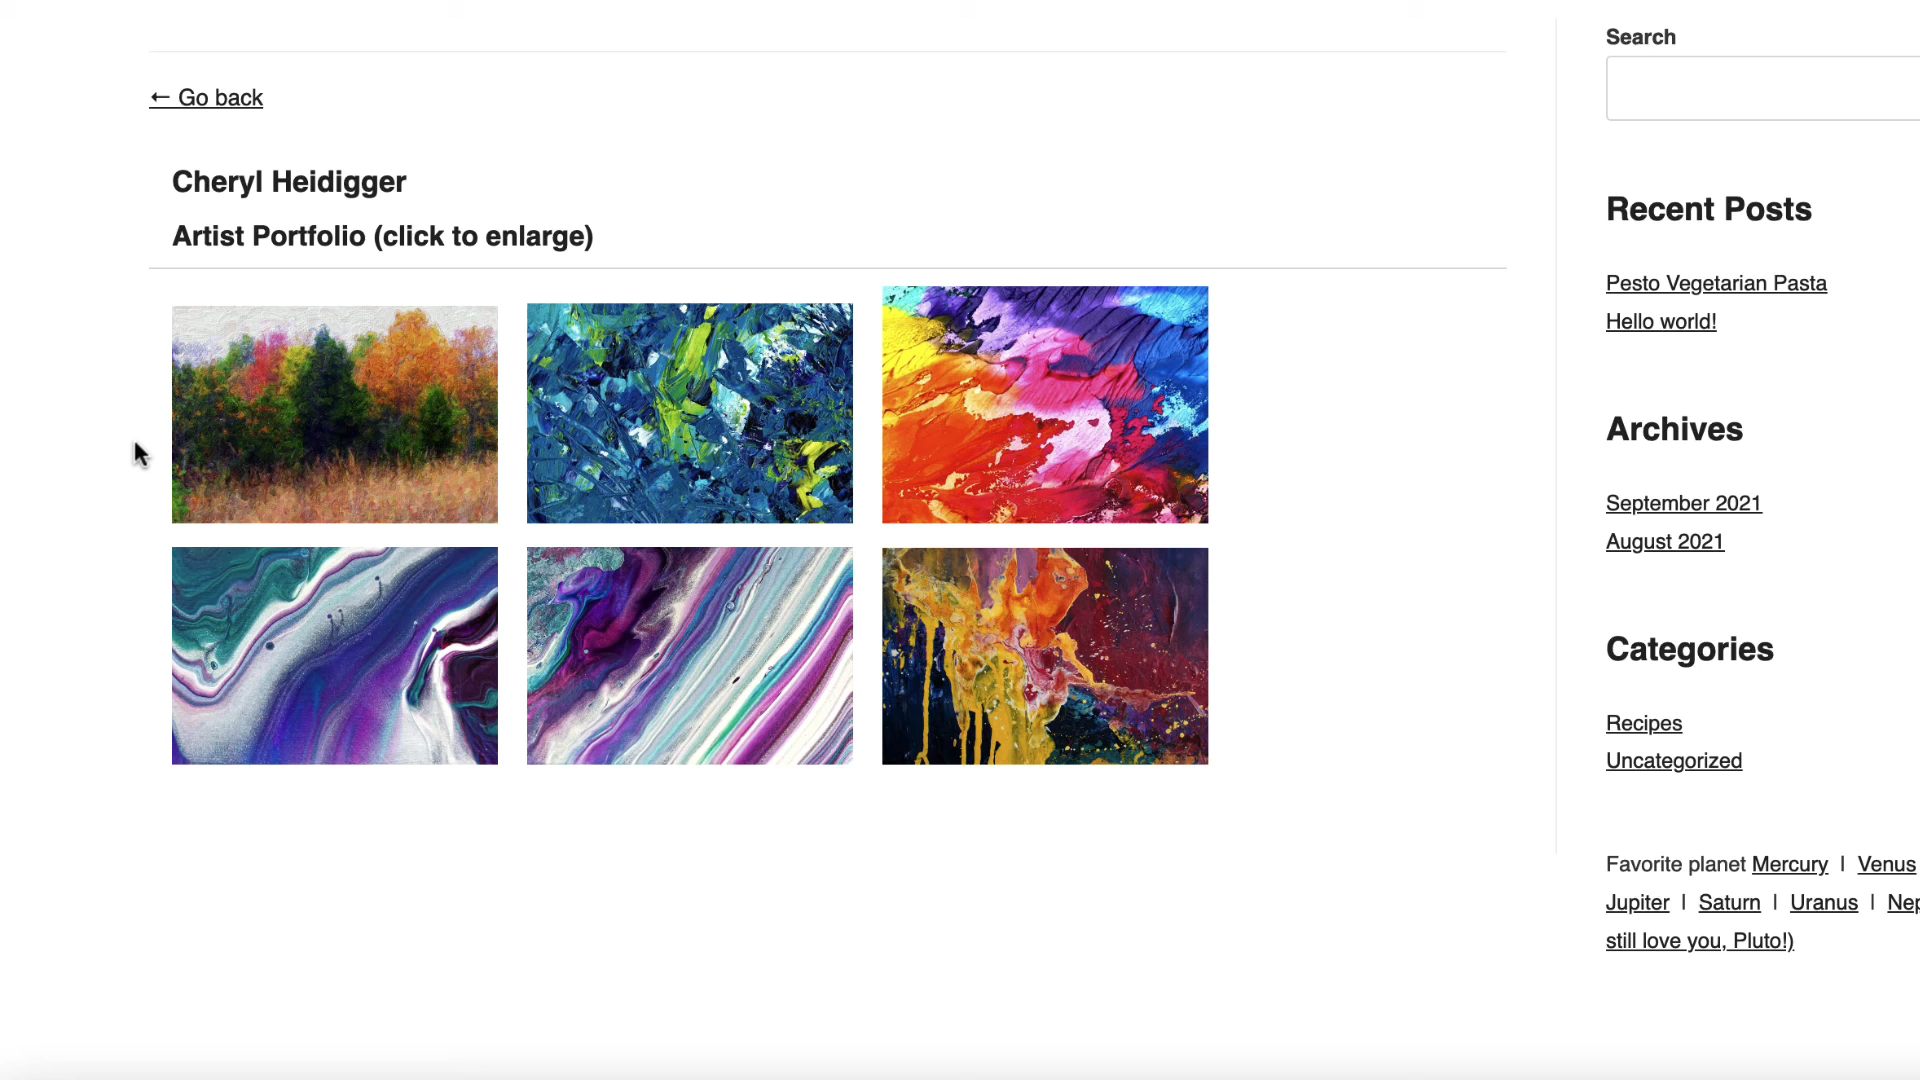 ← Go back
Cheryl Heidigger
Artist Portfolio (click to enlarge)
Search
Recent Posts
Pesto Vegetarian Pasta
Hello world!
Archives
September 2021
August 2021
Categories
Recipes
Uncategorized
Favorite planet Mercury | Venus
Jupiter | Saturn | Uranus | Nep
still love you, Pluto!)